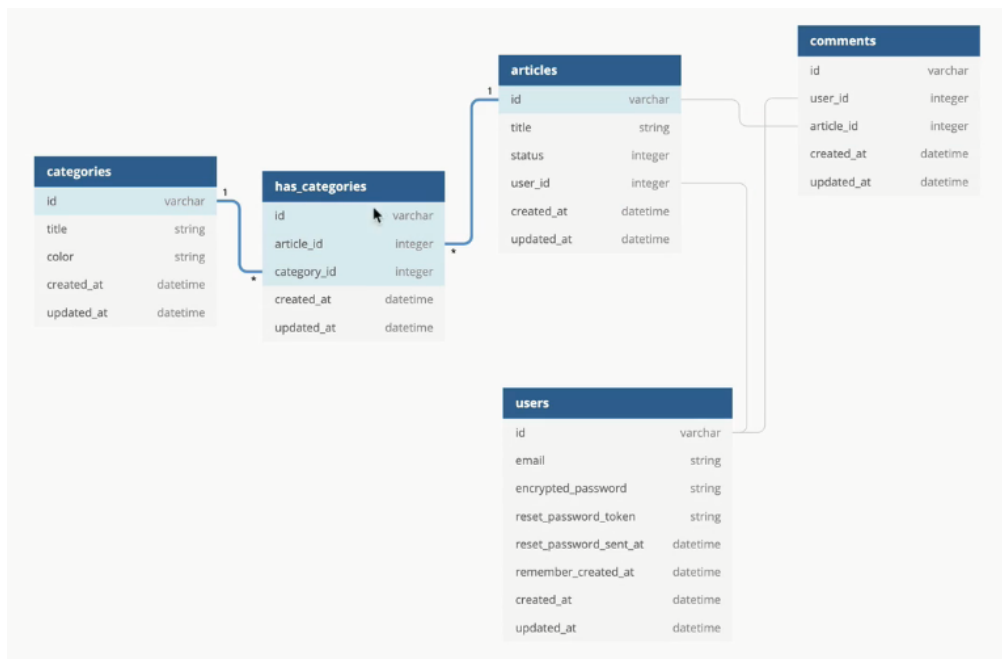 categories
id varchar
title string
color string
created_at datetime
updated_at datetime
1
*
has_categories
id varchar
article_id integer
category_id integer
created_at datetime
updated_at datetime
*
1
articles
id varchar
title string
status integer
user_id integer
created_at datetime
updated_at datetime
comments
id varchar
user_id integer
article_id integer
created_at datetime
updated_at datetime
users
id varchar
email string
encrypted_password string
reset_password_token string
reset_password_sent_at datetime
remember_created_at datetime
created_at datetime
updated_at datetime